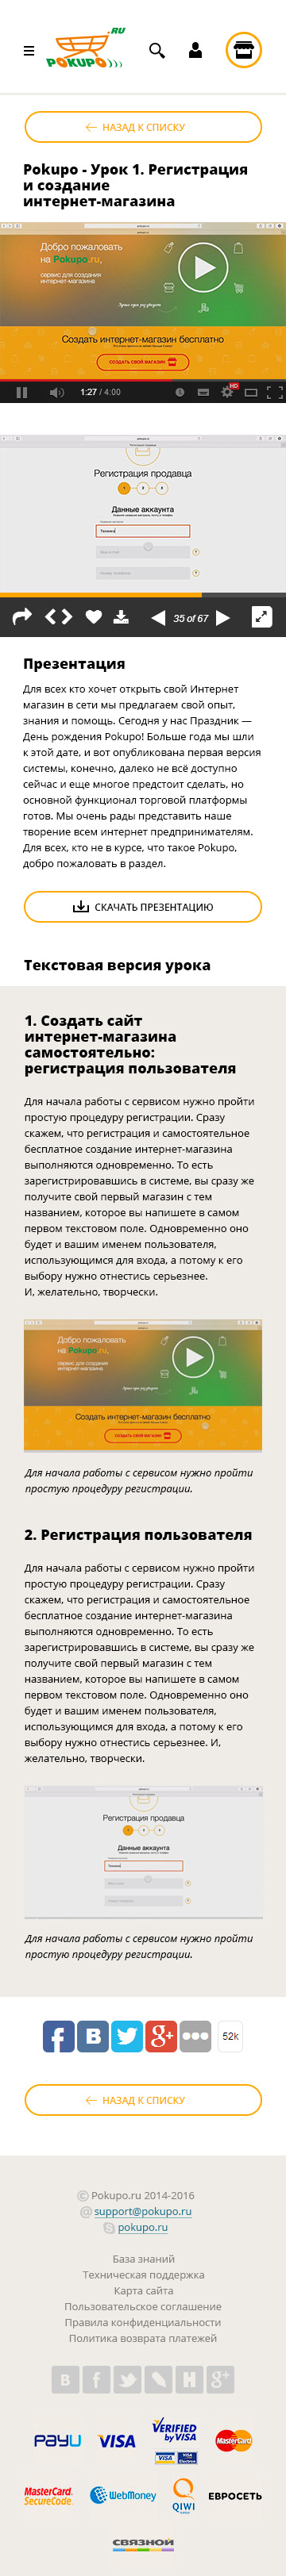 POKUPO.RU
НАЗАД К СПИСКУ
Pokupo - Урок 1. Регистрация
и создание
интернет-магазина
Добро пожаловать
на Pokupo.ru,
сервис для создания
интернет-магазина
Создать интернет-магазин бесплатно
СОЗДАТЬ СВОЙ МАГАЗИН
1:27 / 4:00
HD
Регистрация продавца
1 2 3
Данные аккаунта
35 of 67
Презентация
Для всех кто хочет открыть свой Интернет
магазин в сети мы предлагаем свой опыт,
знания и помощь. Сегодня у нас Праздник —
День рождения Pokupo! Больше года мы шли
к этой дате, и вот опубликована первая версия
системы, конечно, далеко не всё доступно
сейчас и еще многое предстоит сделать, но
основной функционал торговой платформы
готов. Мы очень рады представить наше
творение всем интернет предпринимателям.
Для всех, кто не в курсе, что такое Pokupo,
добро пожаловать в раздел.
СКАЧАТЬ ПРЕЗЕНТАЦИЮ
Текстовая версия урока
1. Создать сайт
интернет-магазина
самостоятельно:
регистрация пользователя
Для начала работы с сервисом нужно пройти
простую процедуру регистрации. Сразу
скажем, что регистрация и самостоятельное
бесплатное создание интернет-магазина
выполняются одновременно. То есть
зарегистрировавшись в системе, вы сразу же
получите свой первый магазин с тем
названием, которое вы напишете в самом
первом текстовом поле. Одновременно оно
будет и вашим именем пользователя,
использующимся для входа, а потому к его
выбору нужно отнестись серьезнее.
И, желательно, творчески.
Добро пожаловать
на Pokupo.ru,
сервис для создания
интернет-магазина
Создать интернет-магазин бесплатно
СОЗДАТЬ СВОЙ МАГАЗИН
Для начала работы с сервисом нужно пройти
простую процедуру регистрации.
2. Регистрация пользователя
Для начала работы с сервисом нужно пройти
простую процедуру регистрации. Сразу
скажем, что регистрация и самостоятельное
бесплатное создание интернет-магазина
выполняются одновременно. То есть
зарегистрировавшись в системе, вы сразу же
получите свой первый магазин с тем
названием, которое вы напишете в самом
первом текстовом поле. Одновременно оно
будет и вашим именем пользователя,
использующимся для входа, а потому к его
выбору нужно отнестись серьезнее. И,
желательно, творчески.
Регистрация продавца
Данные аккаунта
Для начала работы с сервисом нужно пройти
простую процедуру регистрации.
52k
НАЗАД К СПИСКУ
© Pokupo.ru 2014-2016
@ support@pokupo.ru
pokupo.ru
База знаний
Техническая поддержка
Карта сайта
Пользовательское соглашение
Правила конфиденциальности
Политика возврата платежей
PayU VISA VERIFIED by VISA MasterCard
VISA VISA
MasterCard. SecureCode. WebMoney QIWI ЕВРОСЕТЬ
СВЯЗНОЙ